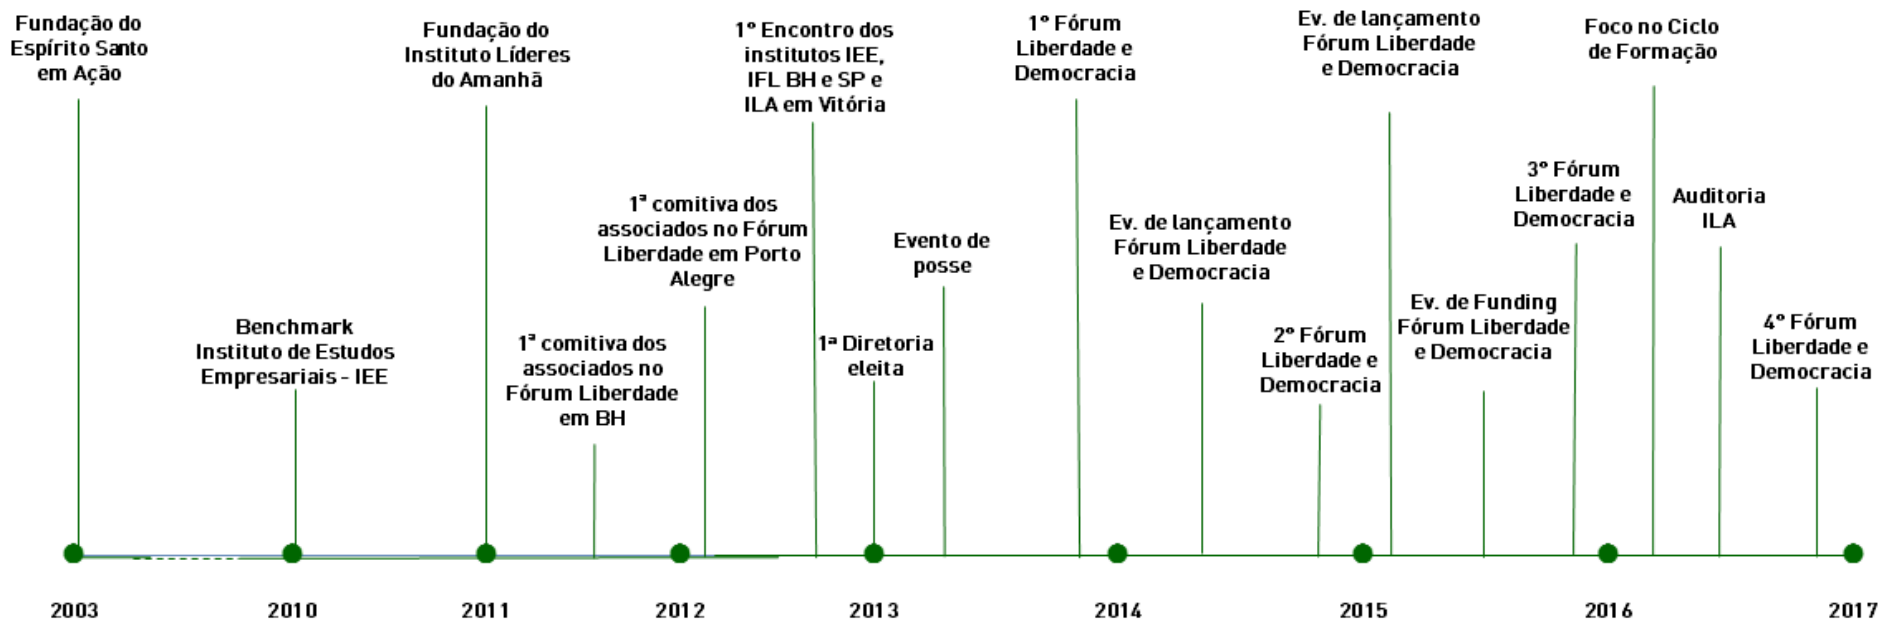 Fundação do
Espírito Santo
em Ação
Benchmark
Instituto de Estudos
Empresariais - IEE
Fundação do
Instituto Líderes
do Amanhã
1ª comitiva dos
associados no
Fórum Liberdade
em BH
1ª comitiva dos
associados no Fórum
Liberdade em Porto
Alegre
1º Encontro dos
institutos IEE,
IFL BH e SP e
ILA em Vitória
1ª Diretoria
eleita
Evento de
posse
1º Fórum
Liberdade e
Democracia
Ev. de lançamento
Fórum Liberdade
e Democracia
2º Fórum
Liberdade e
Democracia
Ev. de lançamento
Fórum Liberdade
e Democracia
Ev. de Funding
Fórum Liberdade
e Democracia
3º Fórum
Liberdade e
Democracia
Foco no Ciclo
de Formação
Auditoria
ILA
4º Fórum
Liberdade e
Democracia
2003
2010
2011
2012
2013
2014
2015
2016
2017